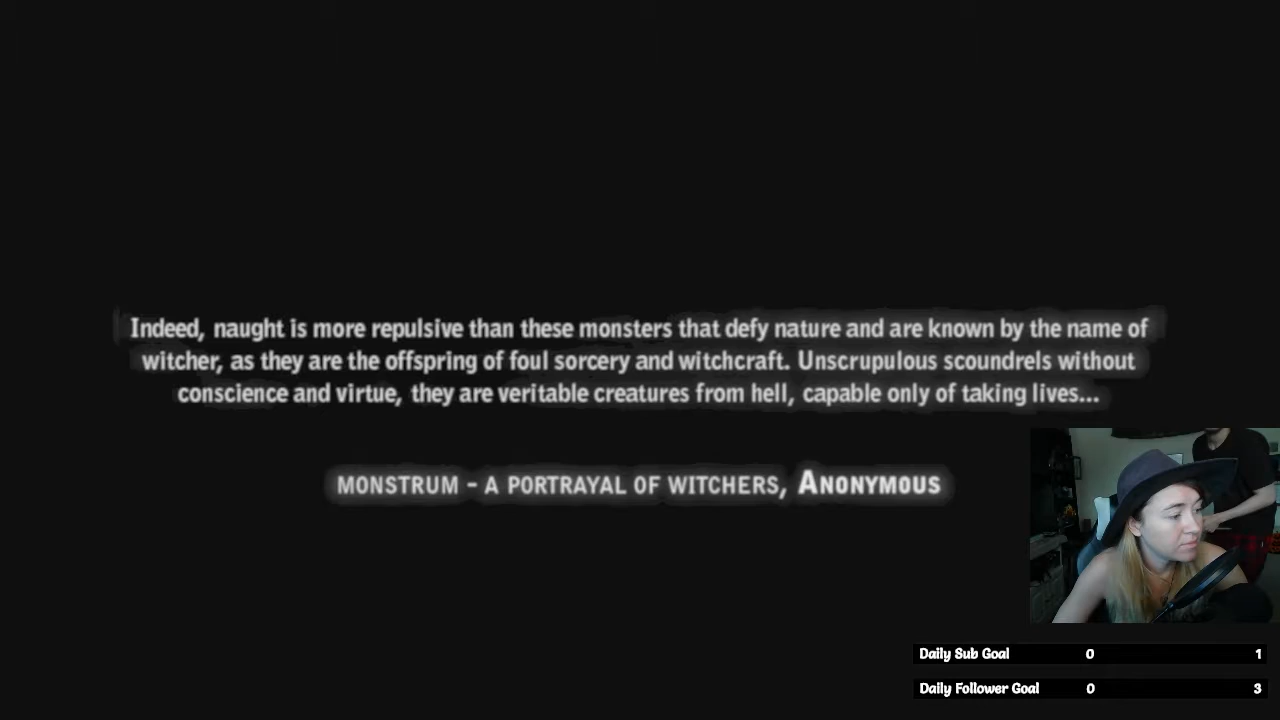 Indeed, naught is more repulsive than these monsters that defy nature and are known by the name of
witcher, as they are the offspring of foul sorcery and witchcraft. Unscrupulous scoundrels without
conscience and virtue, they are veritable creatures from hell, capable only of taking lives...
MONSTRUM - A PORTRAYAL OF WITCHERS, ANONYMOUS
Daily Sub Goal 0 1
Daily Follower Goal 0 3